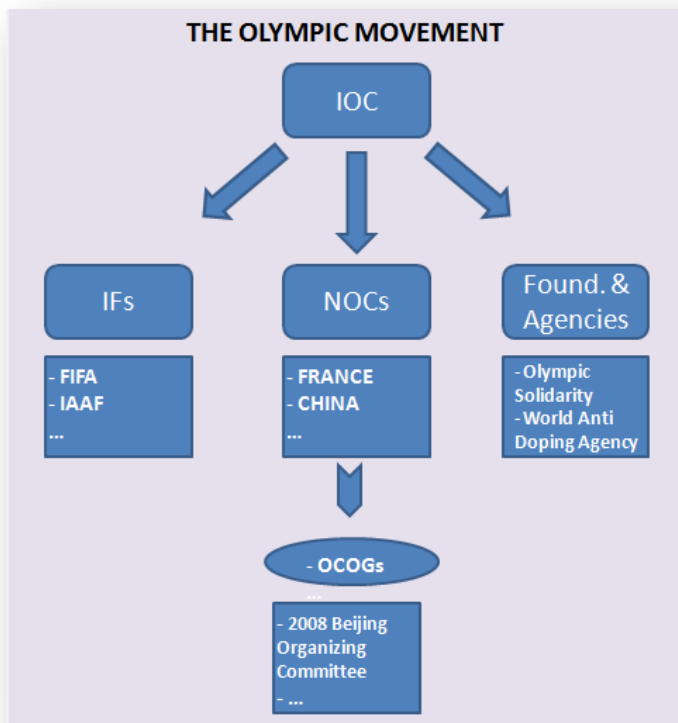 THE OLYMPIC MOVEMENT
IOC
IFs
- FIFA
- IAAF
...
NOCs
- FRANCE
- CHINA
...
Found. &
Agencies
- Olympic
Solidarity
- World Anti
Doping Agency
- OCOGs
...
- 2008 Beijing
Organizing
Committee
- ...